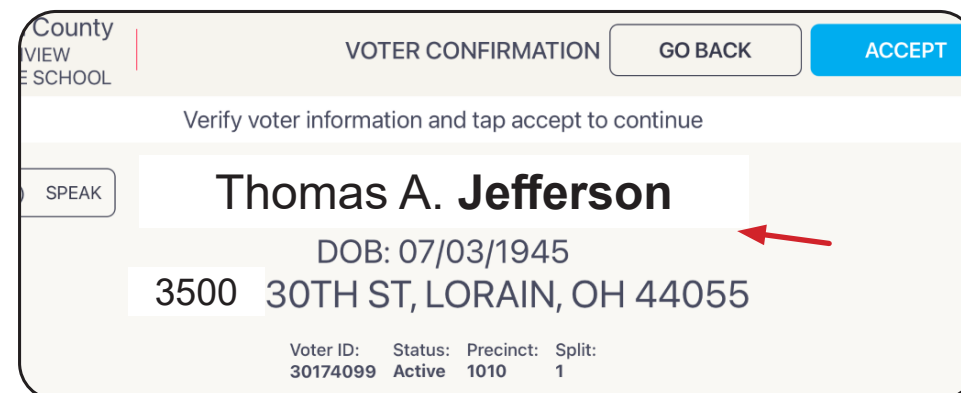 County
VIEW
E SCHOOL
VOTER CONFIRMATION
GO BACK
ACCEPT
Verify voter information and tap accept to continue
SPEAK
Thomas A. Jefferson
DOB: 07/03/1945
3500 30TH ST, LORAIN, OH 44055
Voter ID: Status: Precinct: Split:
30174099 Active 1010 1